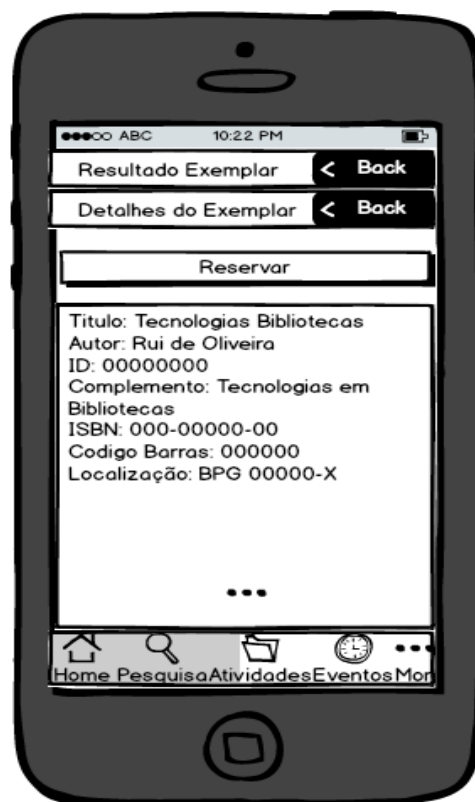 ABC 10:22 PM
Resultado Exemplar < Back
Detalhes do Exemplar < Back
Reservar
Titulo: Tecnologias Bibliotecas
Autor: Rui de Oliveira
ID: 00000000
Complemento: Tecnologias em
Bibliotecas
ISBN: 000-00000-00
Codigo Barras: 000000
Localização: BPG 00000-X
...
Home Pesquisa Atividades Eventos Mor